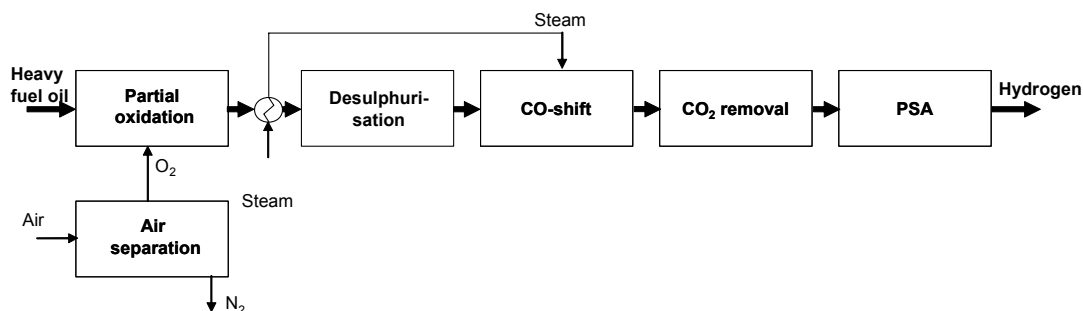 Steam
Heavy
fuel oil
Partial
oxidation
Desulphuri-
sation
CO-shift
CO₂ removal
PSA
Hydrogen
O₂
Steam
Air
Air
separation
N₂